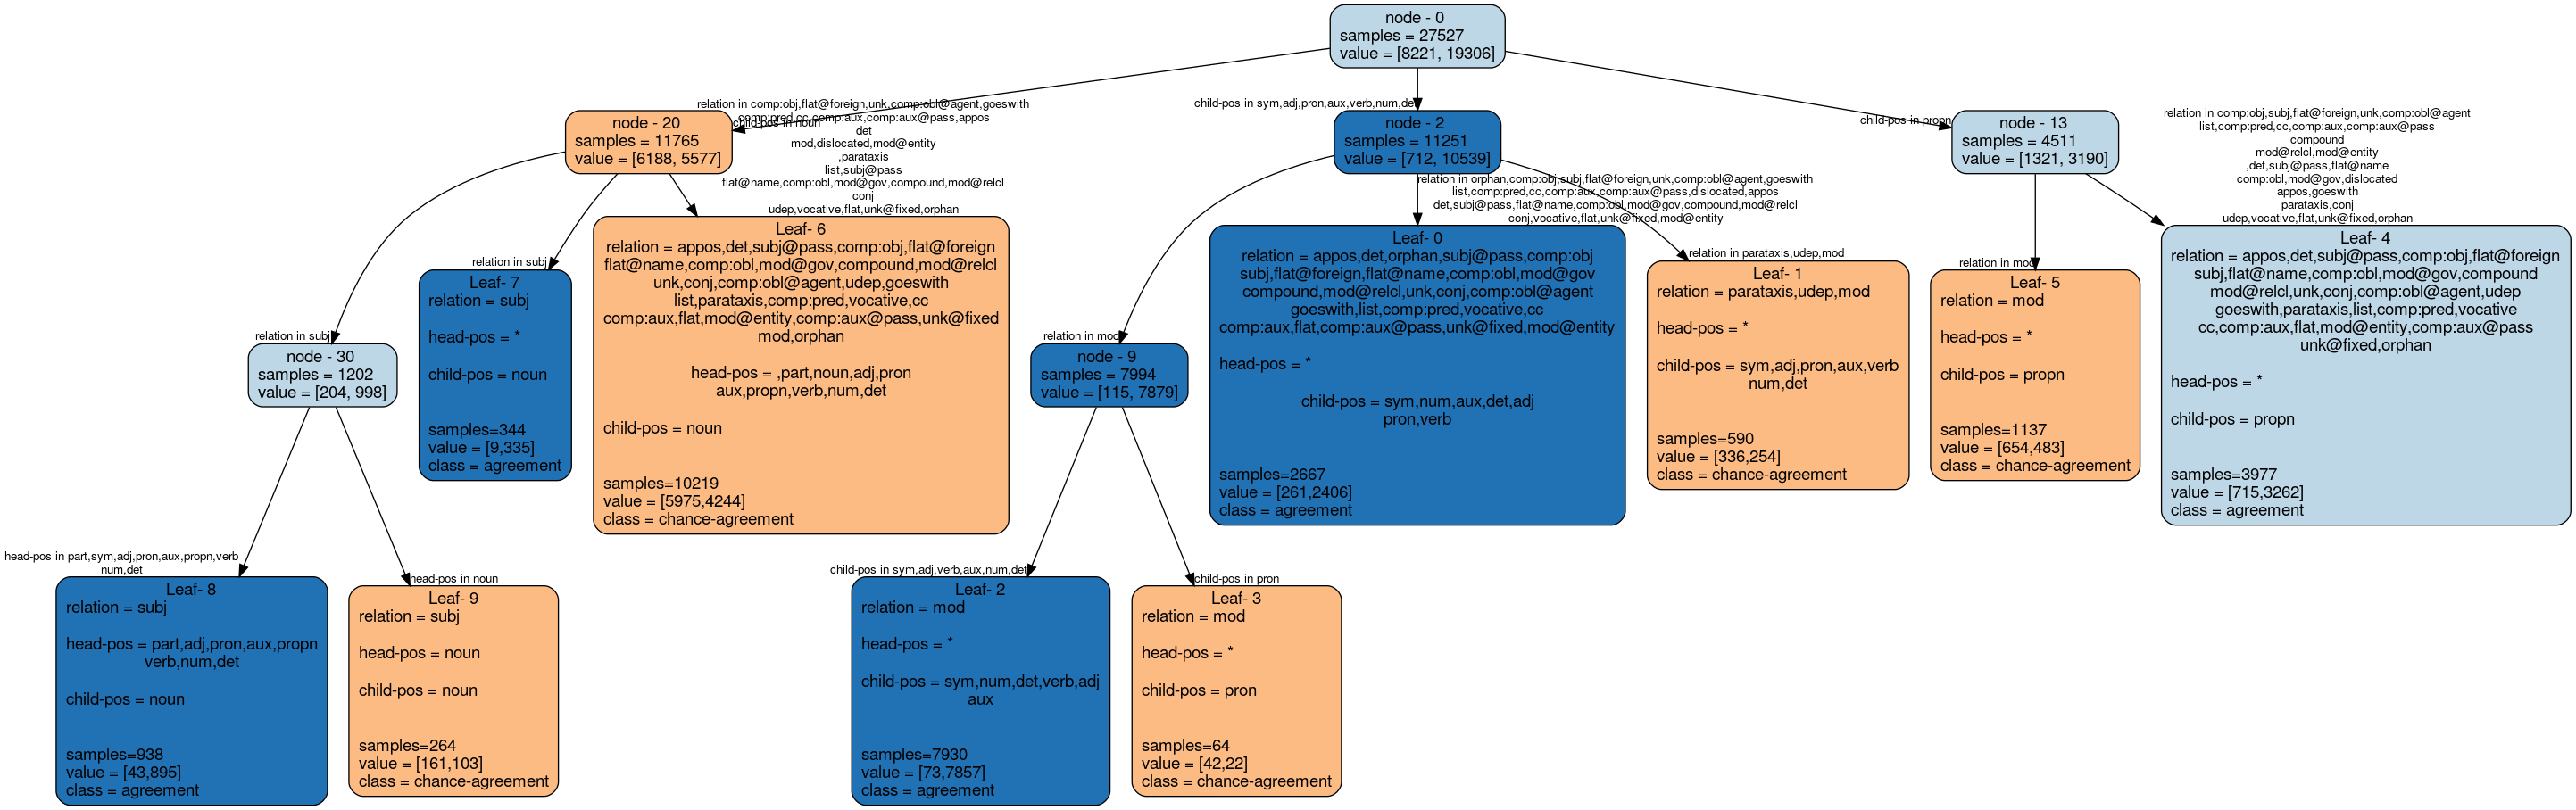 node - 0
samples = 27527
value = [8221, 19306]
relation in comp:obj,flat@foreign,unk,comp:obl@agent,goeswith
comp:pred,cc,comp:aux,comp:aux@pass,appos
det
mod,dislocated,mod@entity
,parataxis
list,subj@pass
flat@name,comp:obl,mod@gov,compound,mod@relcl
conj
udep,vocative,flat,unk@fixed,orphan
child-pos in noun
node - 20
samples = 11765
value = [6188, 5577]
child-pos in sym,adj,pron,aux,verb,num,det
node - 2
samples = 11251
value = [712, 10539]
child-pos in propn
node - 13
samples = 4511
value = [1321, 3190]
relation in comp:obj,subj,flat@foreign,unk,comp:obl@agent
list,comp:pred,cc,comp:aux,comp:aux@pass
compound
mod@relcl,mod@entity
,det,subj@pass,flat@name
comp:obl,mod@gov,dislocated
appos,goeswith
parataxis,conj
udep,vocative,flat,unk@fixed,orphan
relation in orphan,comp:obj,subj,flat@foreign,unk,comp:obl@agent,goeswith
list,comp:pred,cc,comp:aux,comp:aux@pass,dislocated,appos
det,subj@pass,flat@name,comp:obl,mod@gov,compound,mod@relcl
conj,vocative,flat,unk@fixed,mod@entity
relation in subj
Leaf- 7
relation = subj
head-pos = *
child-pos = noun
samples=344
value = [9,335]
class = agreement
Leaf- 6
relation = appos,det,subj@pass,comp:obj,flat@foreign
flat@name,comp:obl,mod@gov,compound,mod@relcl
unk,conj,comp:obl@agent,udep,goeswith
list,parataxis,comp:pred,vocative,cc
comp:aux,flat,mod@entity,comp:aux@pass,unk@fixed
mod,orphan
head-pos = ,part,noun,adj,pron
aux,propn,verb,num,det
child-pos = noun
samples=10219
value = [5975,4244]
class = chance-agreement
Leaf- 0
relation = appos,det,orphan,subj@pass,comp:obj
subj,flat@foreign,flat@name,comp:obl,mod@gov
compound,mod@relcl,unk,conj,comp:obl@agent
goeswith,list,comp:pred,vocative,cc
comp:aux,flat,comp:aux@pass,unk@fixed,mod@entity
head-pos = *
child-pos = sym,num,aux,det,adj
pron,verb
samples=2667
value = [261,2406]
class = agreement
relation in parataxis,udep,mod
Leaf- 1
relation = parataxis,udep,mod
head-pos = *
child-pos = sym,adj,pron,aux,verb
num,det
samples=590
value = [336,254]
class = chance-agreement
relation in mod
Leaf- 5
relation = mod
head-pos = *
child-pos = propn
samples=1137
value = [654,483]
class = chance-agreement
Leaf- 4
relation = appos,det,subj@pass,comp:obj,flat@foreign
subj,flat@name,comp:obl,mod@gov,compound
mod@relcl,unk,conj,comp:obl@agent,udep
goeswith,parataxis,list,comp:pred,vocative
cc,comp:aux,flat,mod@entity,comp:aux@pass
unk@fixed,orphan
head-pos = *
child-pos = propn
samples=3977
value = [715,3262]
class = agreement
relation in subj
node - 30
samples = 1202
value = [204, 998]
relation in mod
node - 9
samples = 7994
value = [115, 7879]
head-pos in part,sym,adj,pron,aux,propn,verb
num,det
Leaf- 8
relation = subj
head-pos = part,adj,pron,aux,propn
verb,num,det
child-pos = noun
samples=938
value = [43,895]
class = agreement
head-pos in noun
Leaf- 9
relation = subj
head-pos = noun
child-pos = noun
samples=264
value = [161,103]
class = chance-agreement
child-pos in sym,adj,verb,aux,num,det
Leaf- 2
relation = mod
head-pos = *
child-pos = sym,num,det,verb,adj
aux
samples=7930
value = [73,7857]
class = agreement
child-pos in pron
Leaf- 3
relation = mod
head-pos = *
child-pos = pron
samples=64
value = [42,22]
class = chance-agreement